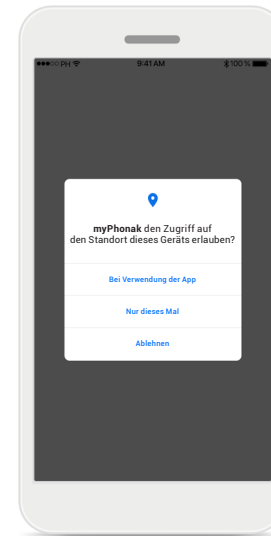 PH 9:41 AM 100 %
myPhonak den Zugriff auf
den Standort dieses Geräts erlauben?
Bei Verwendung der App
Nur dieses Mal
Ablehnen